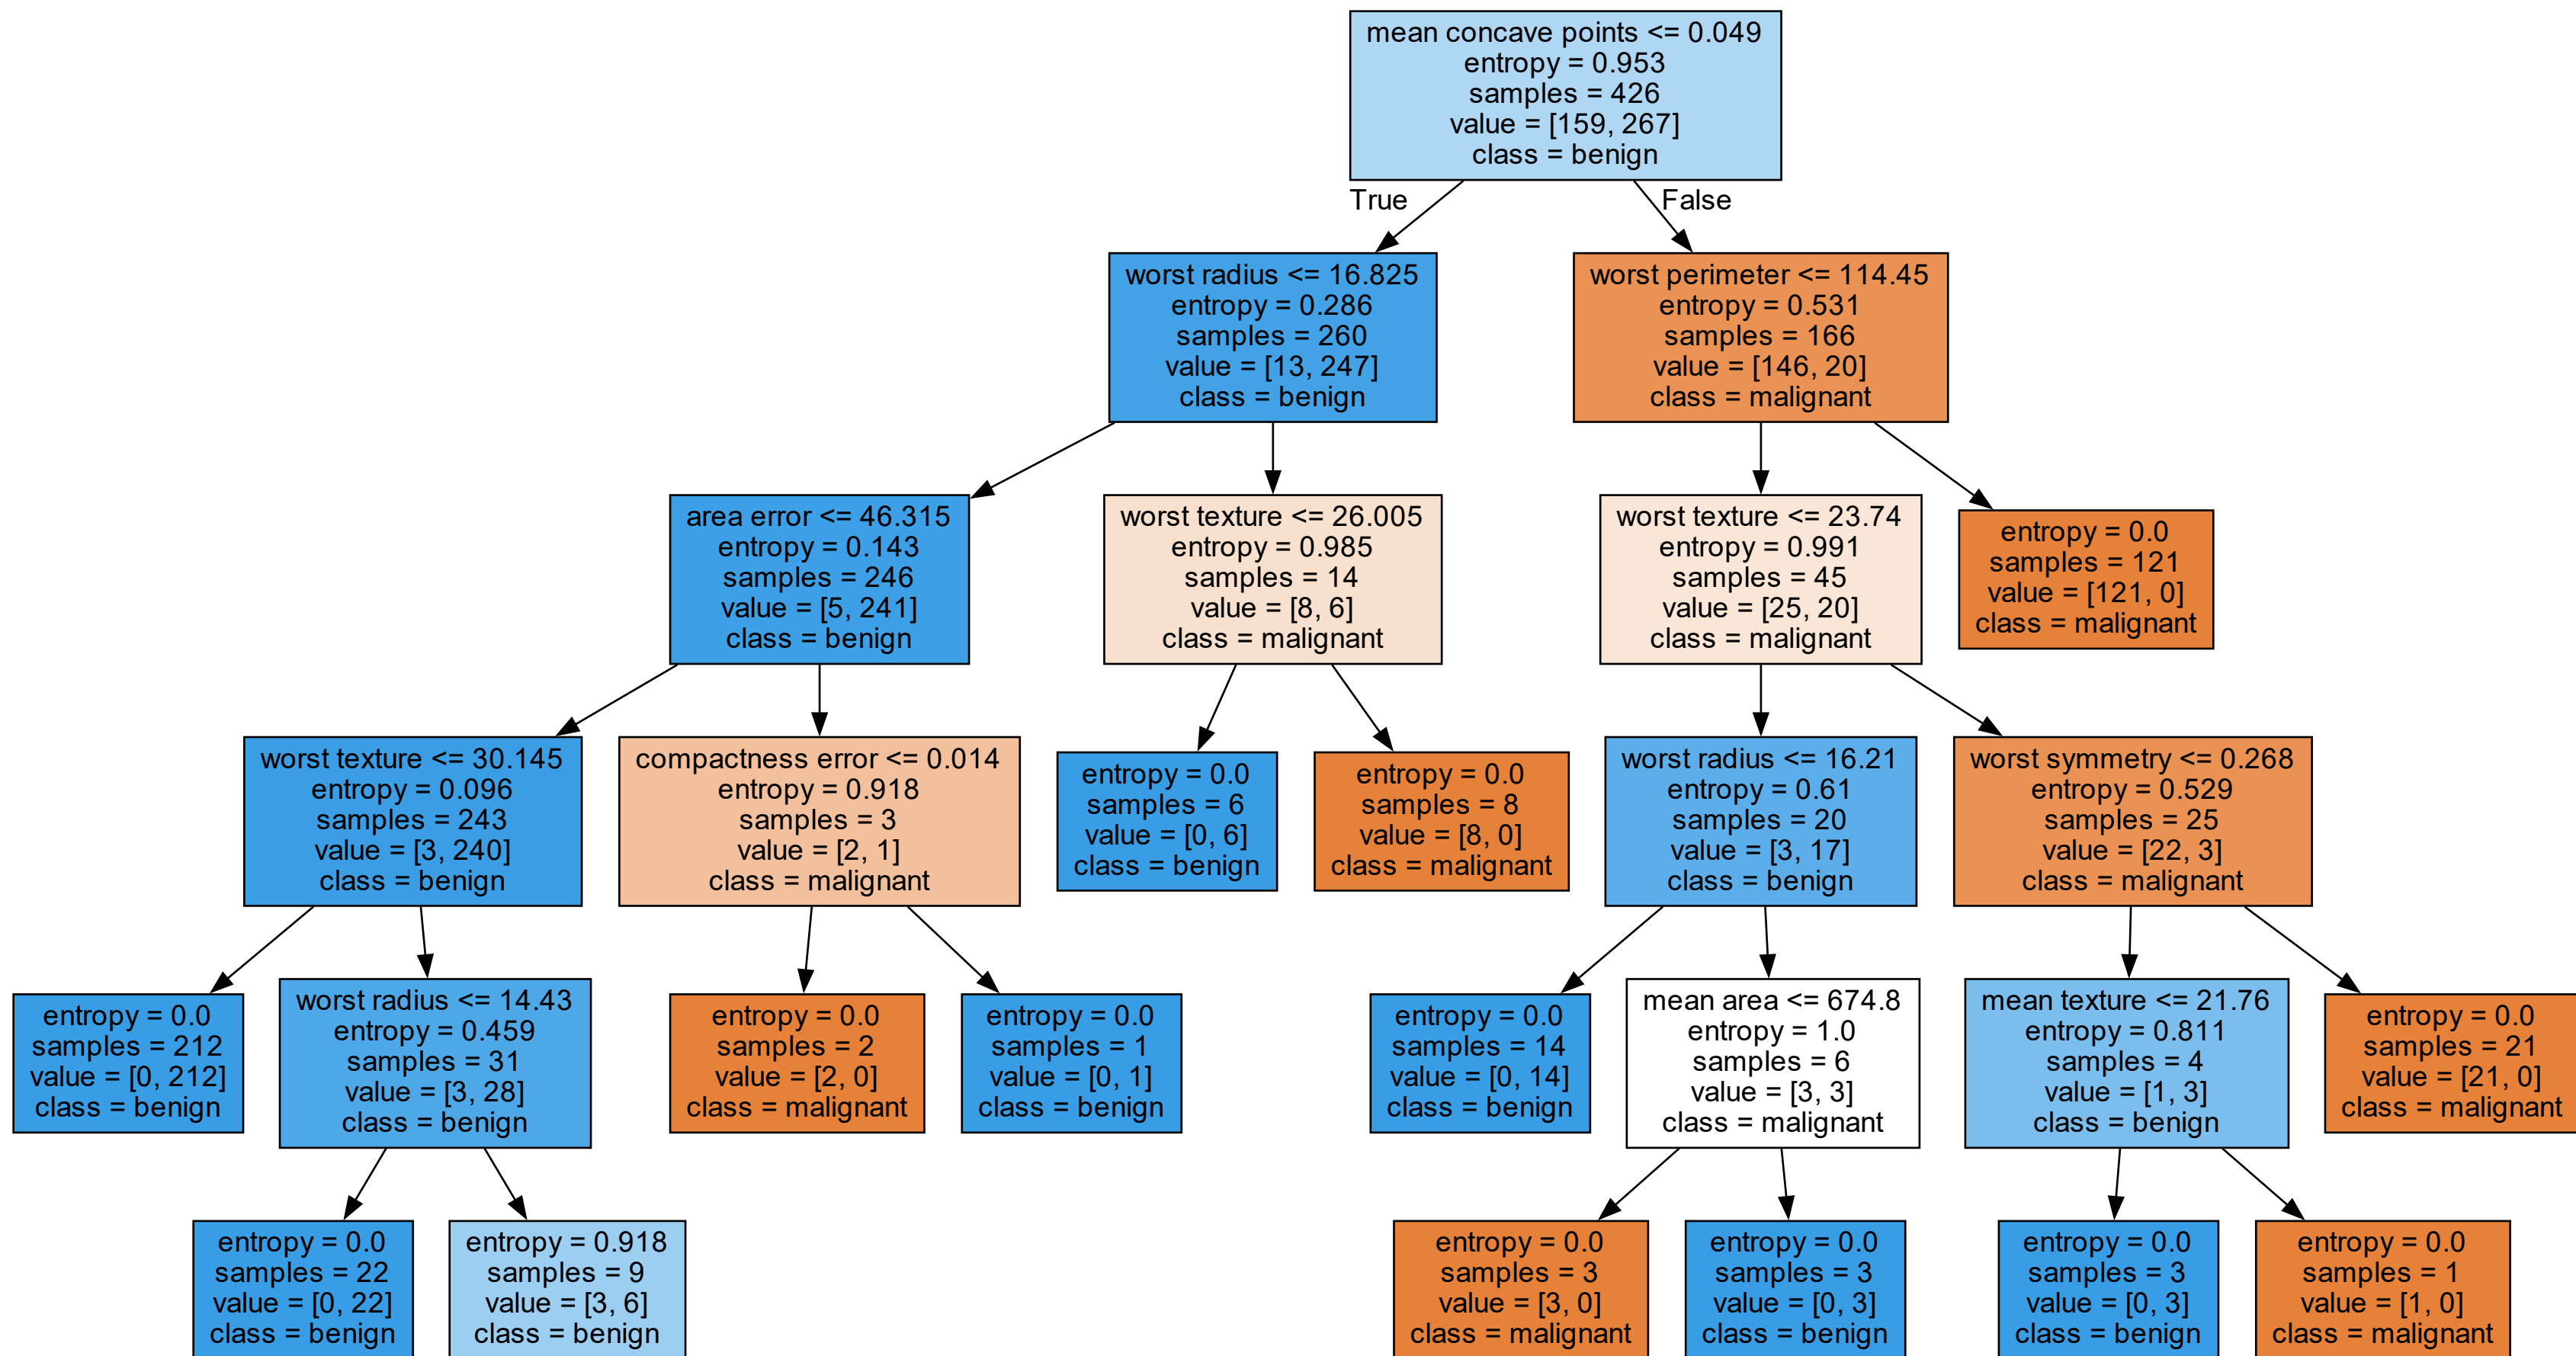 mean concave points <= 0.049
entropy = 0.953
samples = 426
value = [159, 267]
class = benign
True
False
worst radius <= 16.825
entropy = 0.286
samples = 260
value = [13, 247]
class = benign
worst perimeter <= 114.45
entropy = 0.531
samples = 166
value = [146, 20]
class = malignant
area error <= 46.315
entropy = 0.143
samples = 246
value = [5, 241]
class = benign
worst texture <= 26.005
entropy = 0.985
samples = 14
value = [8, 6]
class = malignant
worst texture <= 23.74
entropy = 0.991
samples = 45
value = [25, 20]
class = malignant
entropy = 0.0
samples = 121
value = [121, 0]
class = malignant
worst texture <= 30.145
entropy = 0.096
samples = 243
value = [3, 240]
class = benign
compactness error <= 0.014
entropy = 0.918
samples = 3
value = [2, 1]
class = malignant
entropy = 0.0
samples = 6
value = [0, 6]
class = benign
entropy = 0.0
samples = 8
value = [8, 0]
class = malignant
worst radius <= 16.21
entropy = 0.61
samples = 20
value = [3, 17]
class = benign
worst symmetry <= 0.268
entropy = 0.529
samples = 25
value = [22, 3]
class = malignant
entropy = 0.0
samples = 212
value = [0, 212]
class = benign
worst radius <= 14.43
entropy = 0.459
samples = 31
value = [3, 28]
class = benign
entropy = 0.0
samples = 2
value = [2, 0]
class = malignant
entropy = 0.0
samples = 1
value = [0, 1]
class = benign
entropy = 0.0
samples = 14
value = [0, 14]
class = benign
mean area <= 674.8
entropy = 1.0
samples = 6
value = [3, 3]
class = malignant
mean texture <= 21.76
entropy = 0.811
samples = 4
value = [1, 3]
class = benign
entropy = 0.0
samples = 21
value = [21, 0]
class = malignant
entropy = 0.0
samples = 22
value = [0, 22]
class = benign
entropy = 0.918
samples = 9
value = [3, 6]
class = benign
entropy = 0.0
samples = 3
value = [3, 0]
class = malignant
entropy = 0.0
samples = 3
value = [0, 3]
class = benign
entropy = 0.0
samples = 3
value = [0, 3]
class = benign
entropy = 0.0
samples = 1
value = [1, 0]
class = malignant